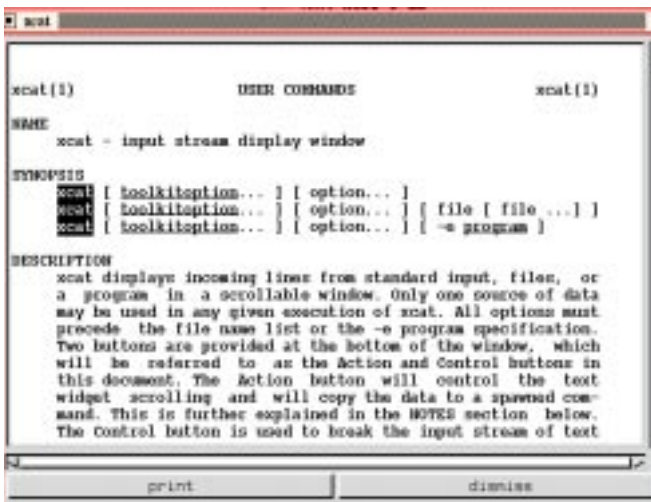 xcat
xcat(1) USER COMMANDS xcat(1)
NAME
xcat - input stream display window
SYNOPSIS
xcat [ toolkitoption... ] [ option... ]
xcat [ toolkitoption... ] [ option... ] [ file [ file ...] ]
xcat [ toolkitoption... ] [ option... ] [ -e program ]
DESCRIPTION
xcat displays incoming lines from standard input, files, or
a program in a scrollable window. Only one source of data
may be used in any given execution of xcat. All options must
precede the file name list or the -e program specification.
Two buttons are provided at the bottom of the window, which
will be referred to as the Action and Control buttons in
this document. The Action button will control the text
widget scrolling and will copy the data to a spawned com-
mand. This is further explained in the NOTES section below.
The Control button is used to break the input stream of text
print dismiss